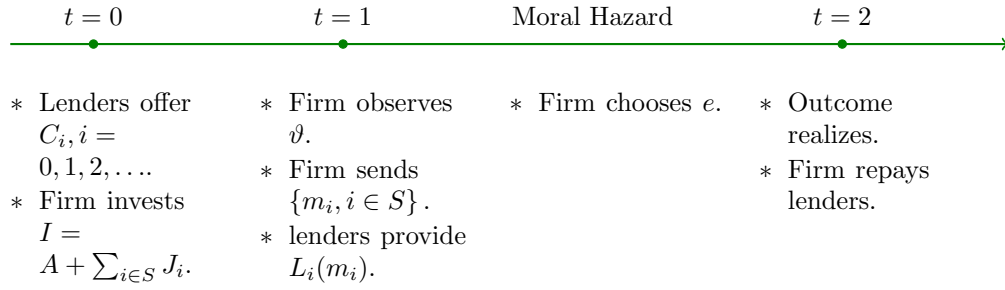 t = 0
t = 1
Moral Hazard
t = 2
∗ Lenders offer
C_i, i =
0, 1, 2, . . ..
∗ Firm invests
I =
A + ∑_{i∈S} J_i.
∗ Firm observes
ϑ.
∗ Firm sends
{m_i, i ∈ S} .
∗ lenders provide
L_i(m_i).
∗ Firm chooses e.
∗ Outcome
realizes.
∗ Firm repays
lenders.